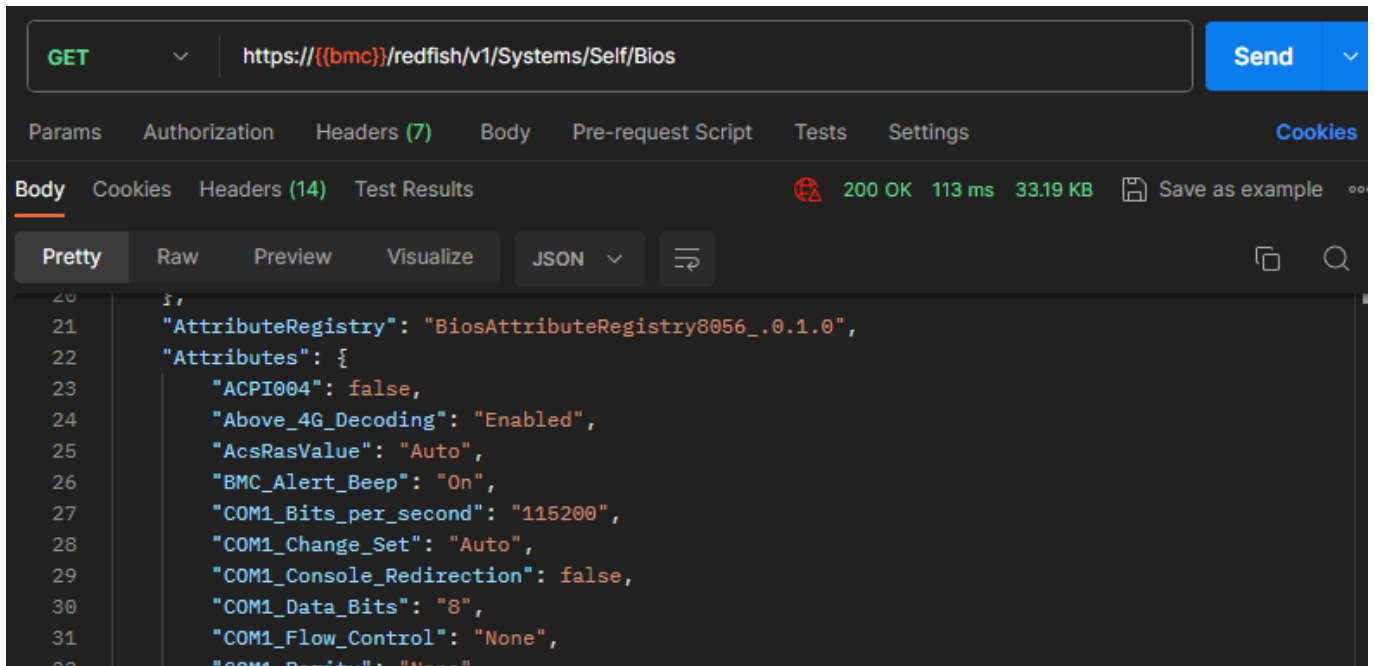 GET https://{{bmc}}/redfish/v1/Systems/Self/Bios Send
Params Authorization Headers (7) Body Pre-request Script Tests Settings Cookies
Body Cookies Headers (14) Test Results 200 OK 113 ms 33.19 KB Save as example
Pretty Raw Preview Visualize JSON
20 },
21 "AttributeRegistry": "BiosAttributeRegistry8056_.0.1.0",
22 "Attributes": {
23 "ACPI004": false,
24 "Above_4G_Decoding": "Enabled",
25 "AcsRasValue": "Auto",
26 "BMC_Alert_Beep": "On",
27 "COM1_Bits_per_second": "115200",
28 "COM1_Change_Set": "Auto",
29 "COM1_Console_Redirection": false,
30 "COM1_Data_Bits": "8",
31 "COM1_Flow_Control": "None",